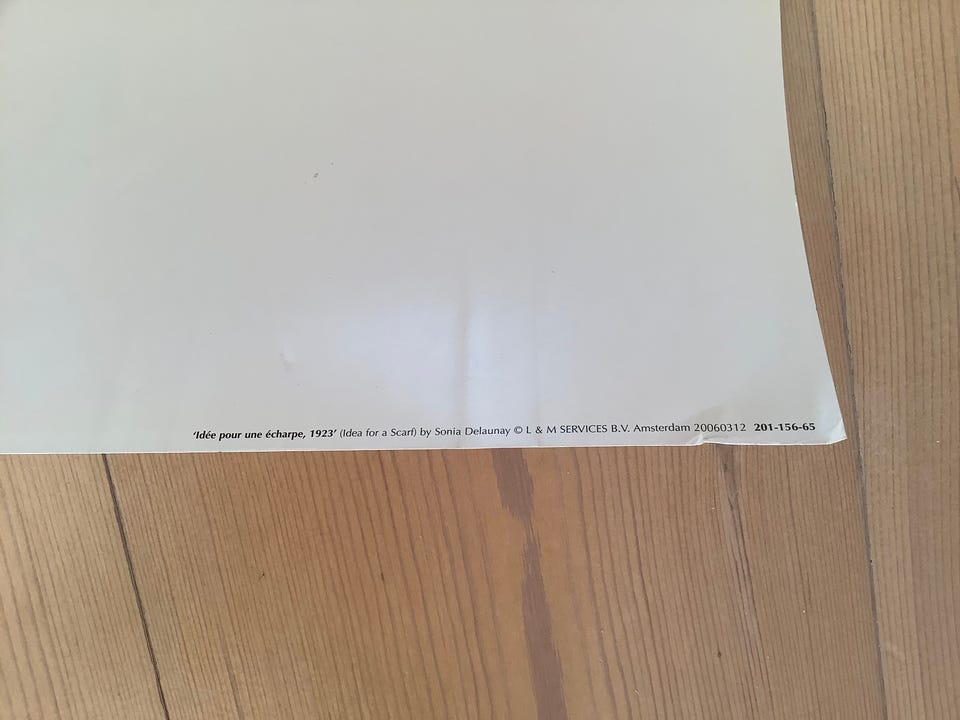 'Idée pour une écharpe, 1923' (Idea for a Scarf) by Sonia Delaunay © L & M SERVICES B.V. Amsterdam 20060312 201-156-65